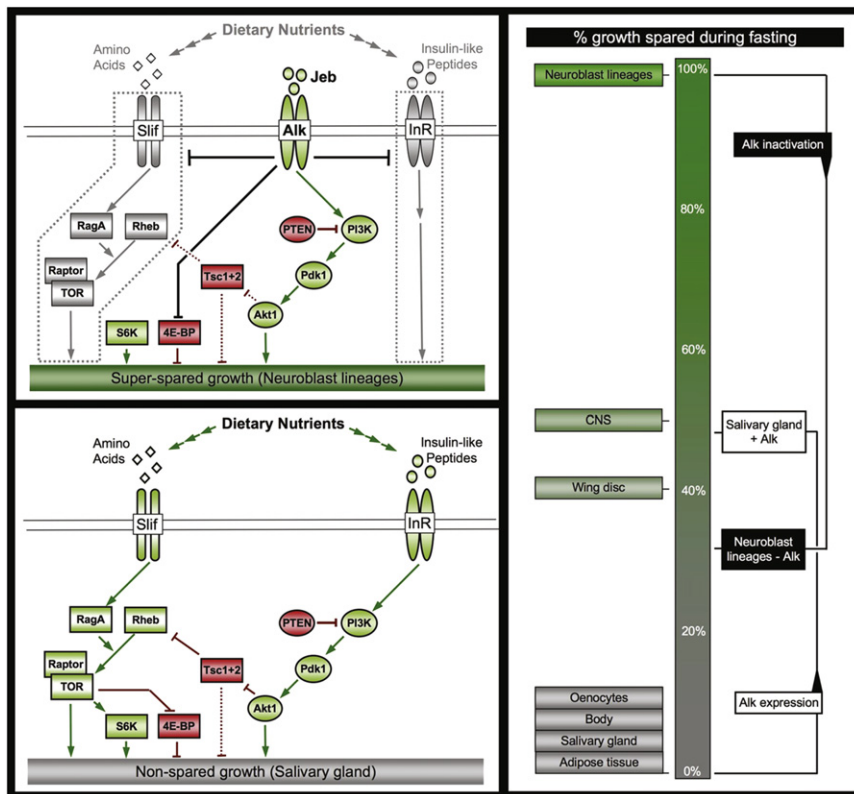 Dietary Nutrients
Amino
Acids
Insulin-like
Peptides
Jeb
Slif
Alk
InR
RagA
Rheb
PTEN
PI3K
Raptor
TOR
Tsc1+2
Pdk1
S6K
4E-BP
Akt1
Super-spared growth (Neuroblast lineages)
Dietary Nutrients
Amino
Acids
Insulin-like
Peptides
Slif
InR
RagA
Rheb
PTEN
PI3K
Raptor
TOR
Tsc1+2
Pdk1
S6K
4E-BP
Akt1
Non-spared growth (Salivary gland)
% growth spared during fasting
Neuroblast lineages
100%
Alk inactivation
80%
60%
CNS
Salivary gland
+ Alk
Wing disc
40%
Neuroblast
lineages - Alk
20%
Oenocytes
Body
Salivary gland
Adipose tissue
Alk expression
0%